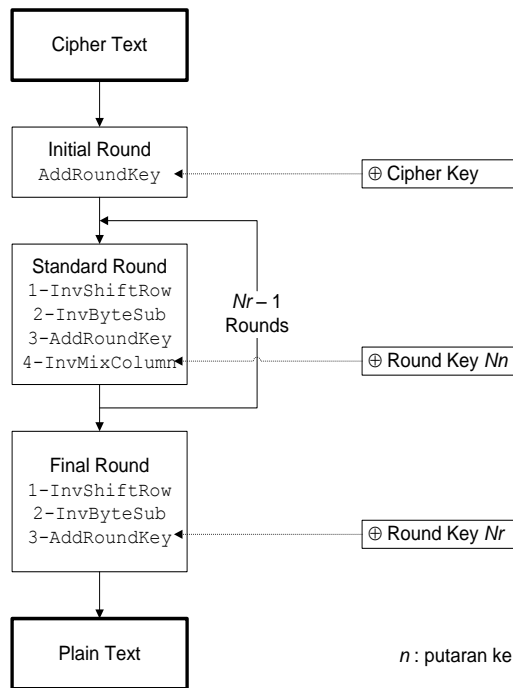 Cipher Text
Initial Round
AddRoundKey
⊕ Cipher Key
Standard Round
1-InvShiftRow
2-InvByteSub
3-AddRoundKey
4-InvMixColumn
Nr – 1
Rounds
⊕ Round Key Nn
Final Round
1-InvShiftRow
2-InvByteSub
3-AddRoundKey
⊕ Round Key Nr
Plain Text
n : putaran ke